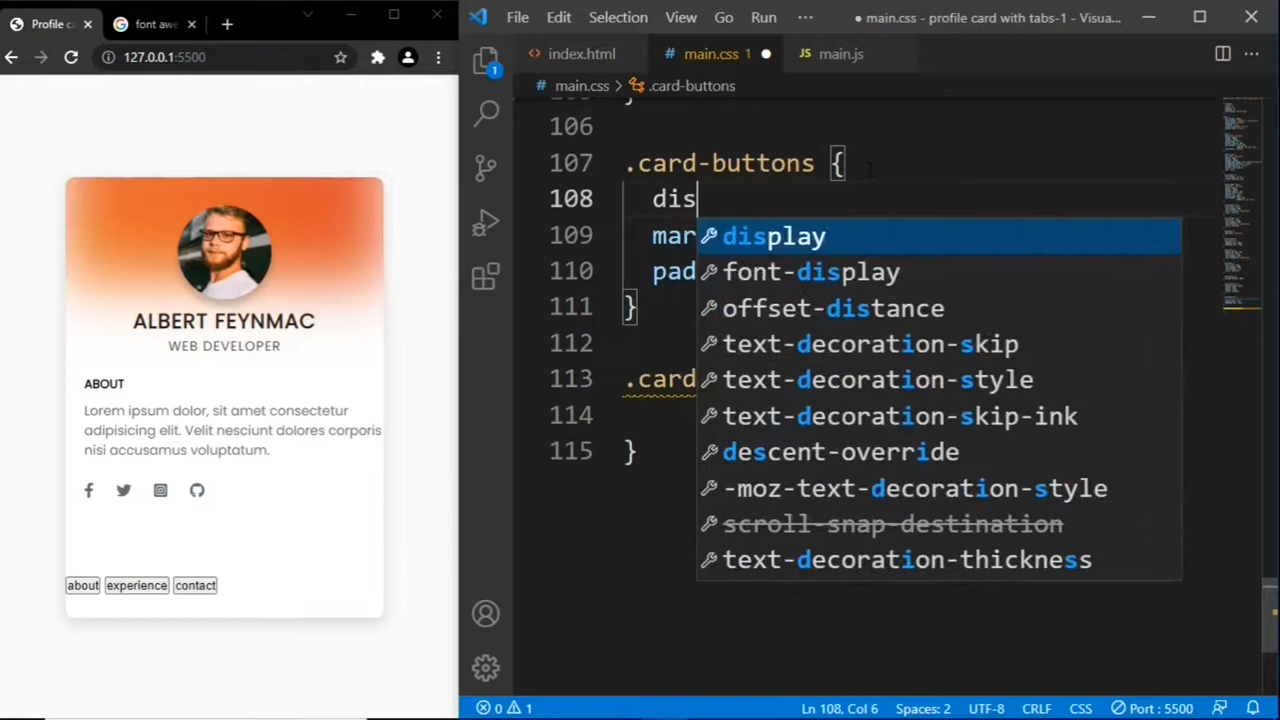 Profile c
font awe
127.0.0.1:5500
ALBERT FEYNMAC
WEB DEVELOPER
ABOUT
Lorem ipsum dolor, sit amet consectetur
adipisicing elit. Velit nesciunt dolores corporis
nisi accusamus voluptatum.
about experience contact
File Edit Selection View Go Run ··· main.css - profile card with tabs-1 - Visua...
index.html # main.css 1 JS main.js
# main.css > .card-buttons
1
106
107 .card-buttons {
108 dis
109 mar
110 pad
111 }
112
113 .card
114
115 }
display
font-display
offset-distance
text-decoration-skip
text-decoration-style
text-decoration-skip-ink
descent-override
-moz-text-decoration-style
scroll-snap-destination
text-decoration-thickness
0 1 Ln 108, Col 6 Spaces: 2 UTF-8 CRLF CSS Port : 5500